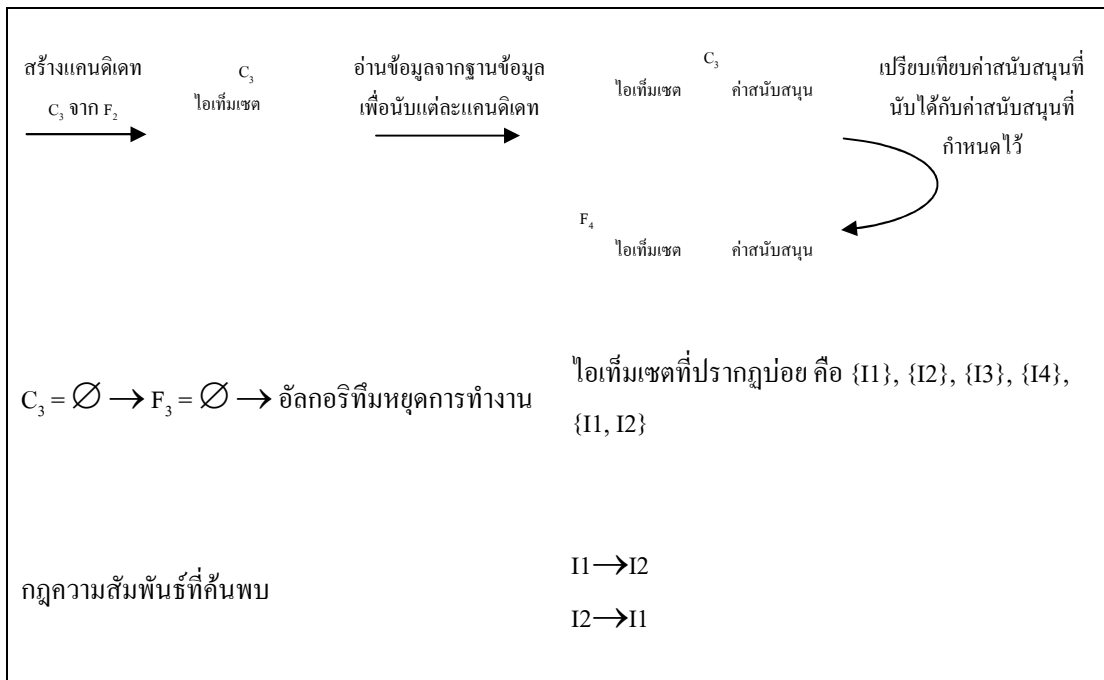 สร้างแคนดิเดท
C₃ จาก F₂
C₃
ไอเท็มเซต
อ่านข้อมูลจากฐานข้อมูล
เพื่อนับแต่ละแคนดิเดท
C₃
ไอเท็มเซต ค่าสนับสนุน
เปรียบเทียบค่าสนับสนุนที่
นับได้กับค่าสนับสนุนที่
กำหนดไว้
F₄
ไอเท็มเซต ค่าสนับสนุน
C₃ = ∅ → F₃ = ∅ → อัลกอริทึมหยุดการทำงาน
ไอเท็มเซตที่ปรากฏบ่อย คือ {I1}, {I2}, {I3}, {I4},
{I1, I2}
กฎความสัมพันธ์ที่ค้นพบ
I1→I2
I2→I1